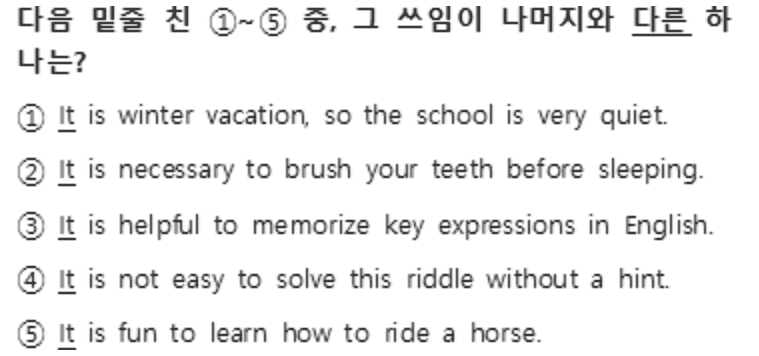 다음 밑줄 친 ①~⑤ 중, 그 쓰임이 나머지와 다른 하
나는?
① It is winter vacation, so the school is very quiet.
② It is necessary to brush your teeth before sleeping.
③ It is helpful to memorize key expressions in English.
④ It is not easy to solve this riddle without a hint.
⑤ It is fun to learn how to ride a horse.